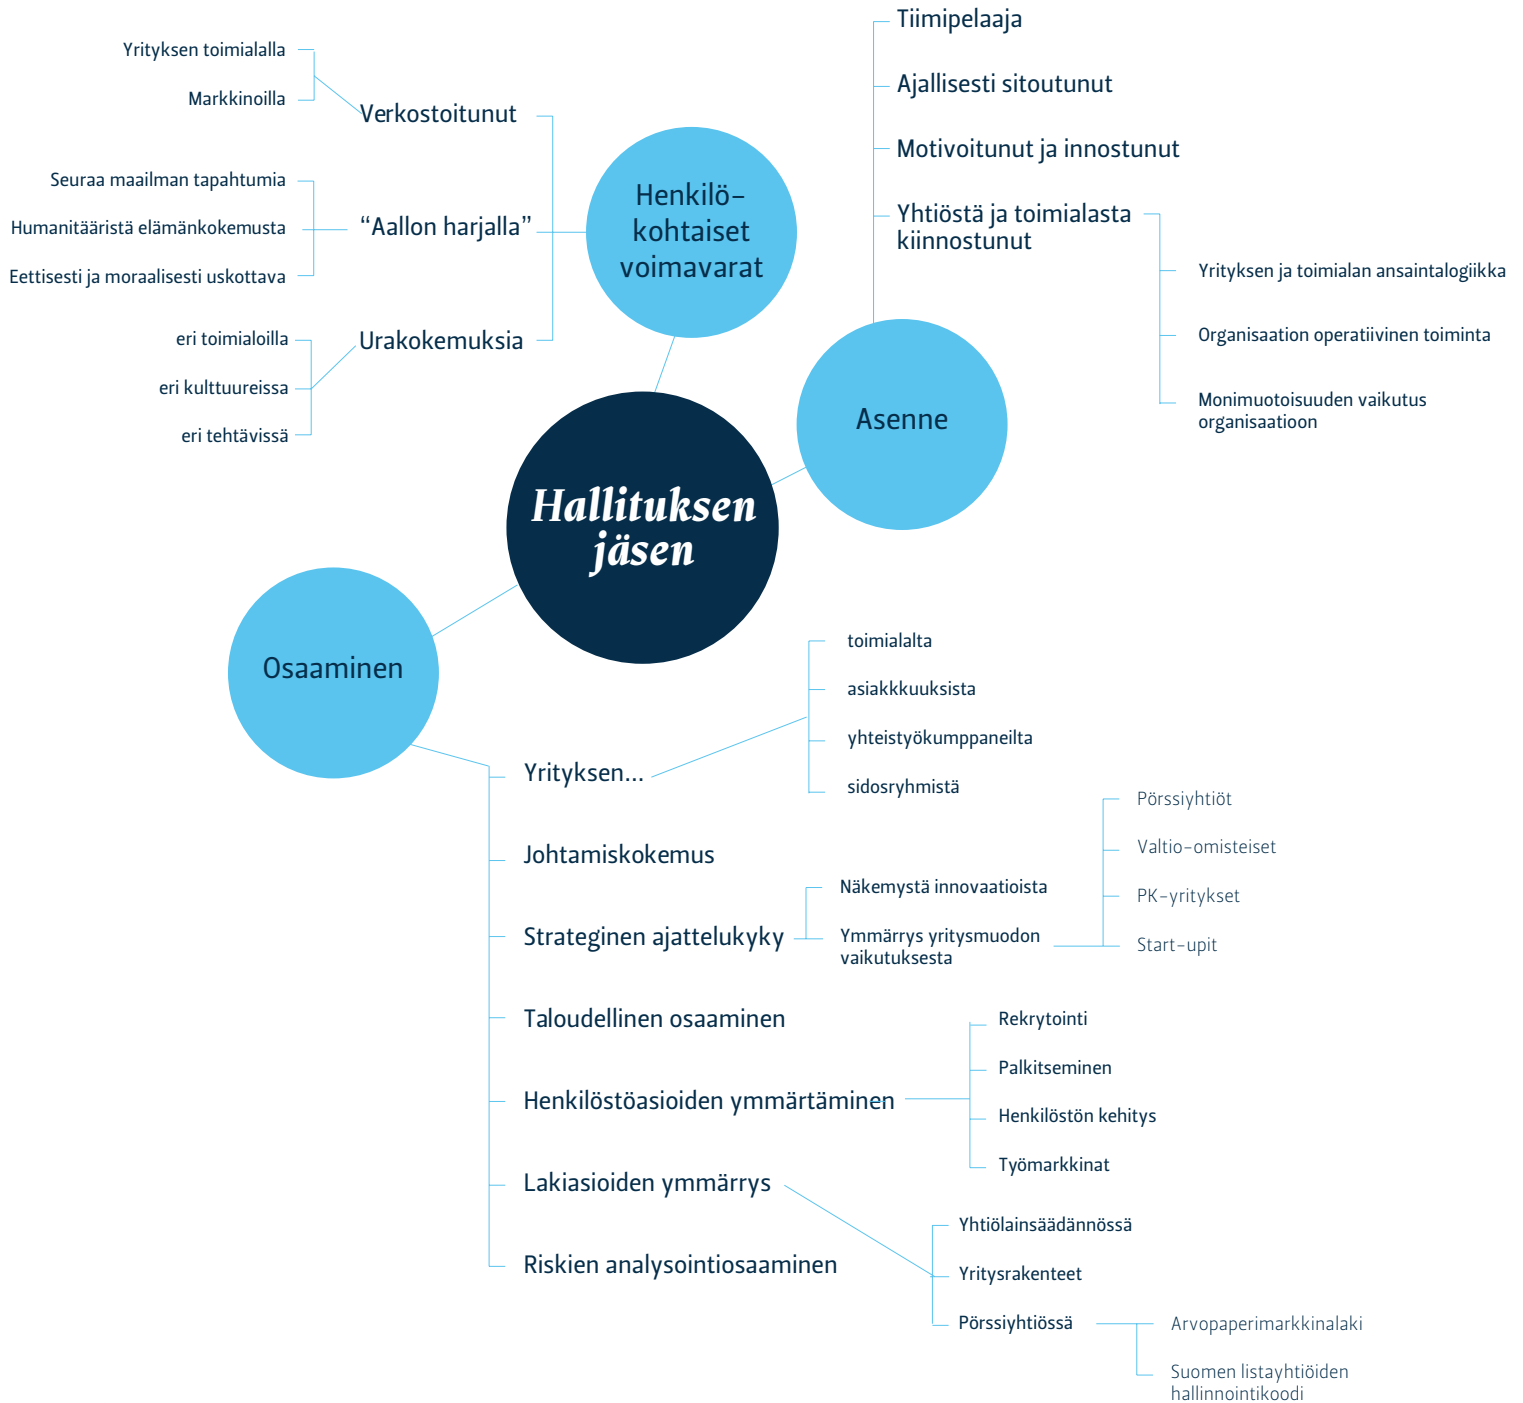 Yrityksen toimialalla
Markkinoilla
Verkostoitunut
Seuraa maailman tapahtumia
Humanitääristä elämänkokemusta
Eettisesti ja moraalisesti uskottava
“Aallon harjalla”
eri toimialoilla
eri kulttuureissa
eri tehtävissä
Urakokemuksia
Henkilö–
kohtaiset
voimavarat
Tiimipelaaja
Ajallisesti sitoutunut
Motivoitunut ja innostunut
Yhtiöstä ja toimialasta
kiinnostunut
Yrityksen ja toimialan ansaintalogiikka
Organisaation operatiivinen toiminta
Monimuotoisuuden vaikutus
organisaatioon
Asenne
Hallituksen
jäsen
Osaaminen
Yrityksen...
toimialalta
asiakkkuuksista
yhteistyökumppaneilta
sidosryhmistä
Johtamiskokemus
Strateginen ajattelukyky
Näkemystä innovaatioista
Ymmärrys yritysmuodon
vaikutuksesta
Pörssiyhtiöt
Valtio–omisteiset
PK–yritykset
Start–upit
Taloudellinen osaaminen
Henkilöstöasioiden ymmärtäminen
Rekrytointi
Palkitseminen
Henkilöstön kehitys
Työmarkkinat
Lakiasioiden ymmärrys
Yhtiölainsäädännössä
Yritysrakenteet
Pörssiyhtiössä
Arvopaperimarkkinalaki
Suomen listayhtiöiden
hallinnointikoodi
Riskien analysointiosaaminen